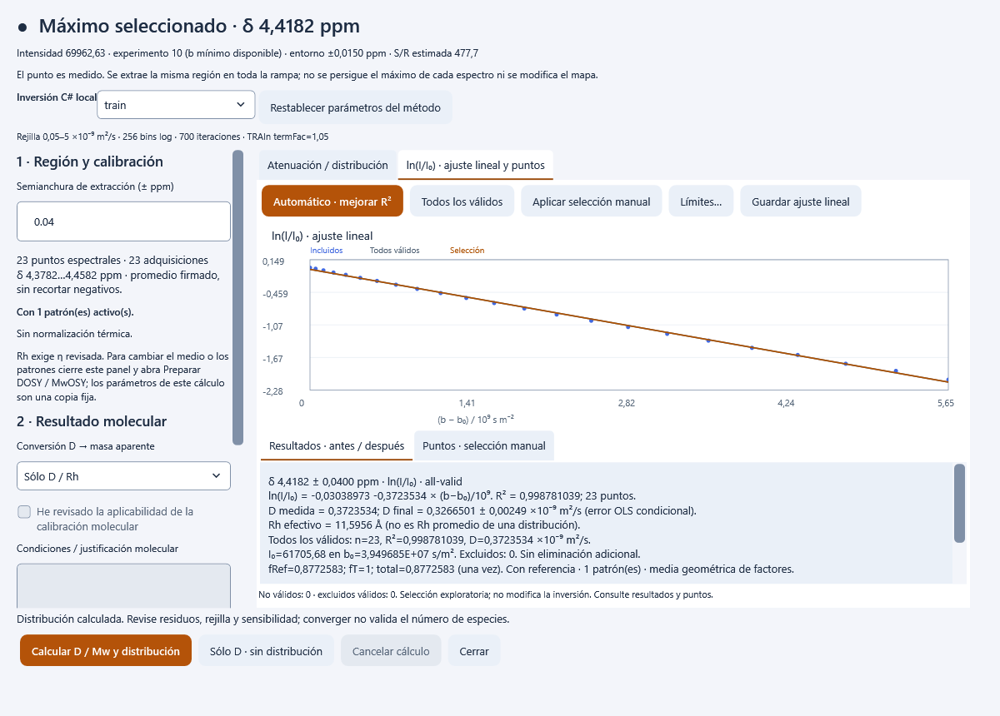 ● Máximo seleccionado · δ 4,4182 ppm
Intensidad 69962,63 · experimento 10 (b mínimo disponible) · entorno ±0,0150 ppm · S/R estimada 477,7
El punto es medido. Se extrae la misma región en toda la rampa; no se persigue el máximo de cada espectro ni se modifica el mapa.
Inversión C# local
train
Restablecer parámetros del método
Rejilla 0,05–5 ×10⁻⁹ m²/s · 256 bins log · 700 iteraciones · TRAIn termFac=1,05
1 · Región y calibración
Semianchura de extracción (± ppm)
0.04
23 puntos espectrales · 23 adquisiciones
δ 4,3782…4,4582 ppm · promedio firmado,
sin recortar negativos.
Con 1 patrón(es) activo(s).
Sin normalización térmica.
Rh exige η revisada. Para cambiar el medio o los
patrones cierre este panel y abra Preparar
DOSY / MwOSY; los parámetros de este cálculo
son una copia fija.
2 · Resultado molecular
Conversión D → masa aparente
Sólo D / Rh
He revisado la aplicabilidad de la
calibración molecular
Condiciones / justificación molecular
Atenuación / distribución
ln(I/I₀) · ajuste lineal y puntos
Automático · mejorar R²
Todos los válidos
Aplicar selección manual
Límites…
Guardar ajuste lineal
ln(I/I₀) · ajuste lineal
Incluidos
Todos válidos
Selección
0,149
-0,459
-1,07
-1,67
-2,28
0
1,41
2,82
4,24
5,65
(b − b₀) / 10⁹ s m⁻²
Resultados · antes / después
Puntos · selección manual
δ 4,4182 ± 0,0400 ppm · ln(I/I₀) · all-valid
ln(I/I₀) = -0,03038973 -0,3723534 × (b−b₀)/10⁹. R² = 0,998781039; 23 puntos.
D medida = 0,3723534; D final = 0,3266501 ± 0,00249 ×10⁻⁹ m²/s (error OLS condicional).
Rh efectivo = 11,5956 Å (no es Rh promedio de una distribución).
Todos los válidos: n=23, R²=0,998781039, D=0,3723534 ×10⁻⁹ m²/s.
I₀=61705,68 en b₀=3,949685E+07 s/m². Excluidos: 0. Sin eliminación adicional.
fRef=0,8772583; fT=1; total=0,8772583 (una vez). Con referencia · 1 patrón(es) · media geométrica de factores.
No válidos: 0 · excluidos válidos: 0. Selección exploratoria; no modifica la inversión. Consulte resultados y puntos.
Distribución calculada. Revise residuos, rejilla y sensibilidad; converger no valida el número de especies.
Calcular D / Mw y distribución
Sólo D · sin distribución
Cancelar cálculo
Cerrar